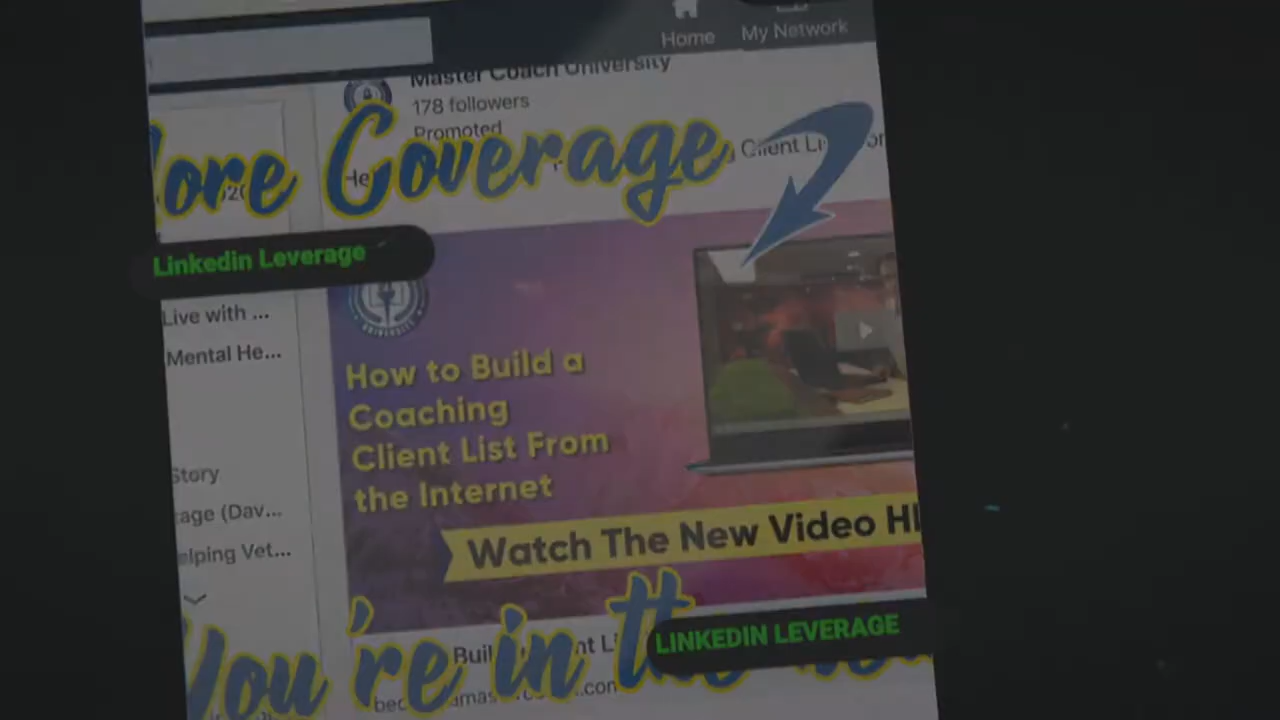 Home My Network
Master Coach University
178 followers
Promoted
Client Li
ore Coverage
He
Linkedin Leverage
UNIVERSITY
Live with ...
Mental He...
How to Build a
Coaching
Client List From
the Internet
Story
age (Dav...
elping Vet...
Watch The New Video
You're in
LINKEDIN LEVERAGE